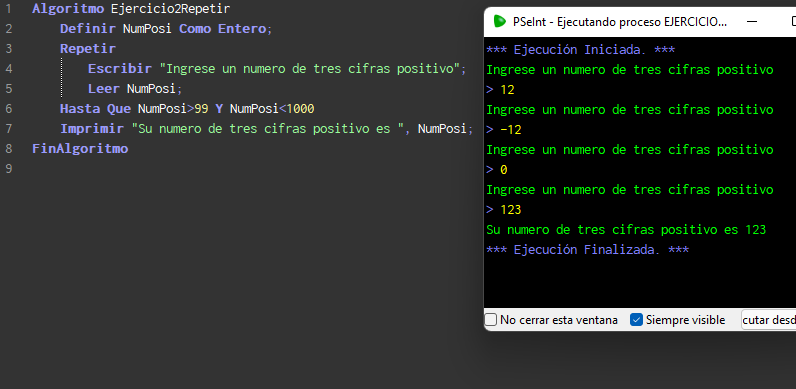 1 Algoritmo Ejercicio2Repetir
2 Definir NumPosi Como Entero;
3 Repetir
4 Escribir "Ingrese un numero de tres cifras positivo";
5 Leer NumPosi;
6 Hasta Que NumPosi>99 Y NumPosi<1000
7 Imprimir "Su numero de tres cifras positivo es ", NumPosi;
8 FinAlgoritmo
9
PSeInt - Ejecutando proceso EJERCICIO...
*** Ejecución Iniciada. ***
Ingrese un numero de tres cifras positivo
> 12
Ingrese un numero de tres cifras positivo
> -12
Ingrese un numero de tres cifras positivo
> 0
Ingrese un numero de tres cifras positivo
> 123
Su numero de tres cifras positivo es 123
*** Ejecución Finalizada. ***
No cerrar esta ventana Siempre visible cutar desd